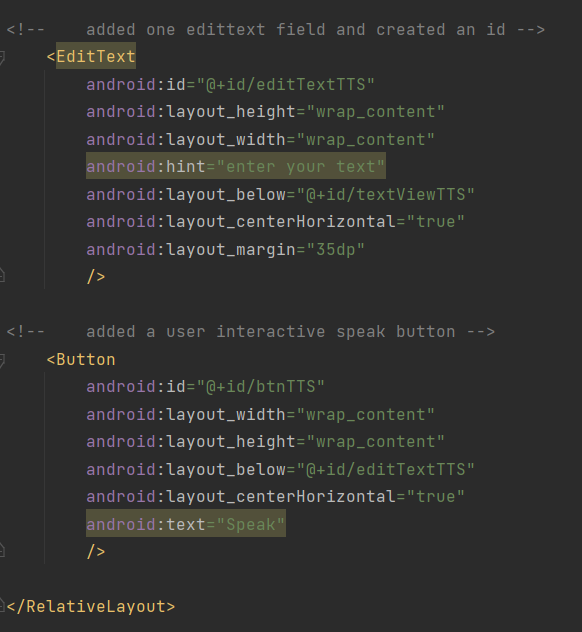 <!--    added one edittext field and created an id -->
    <EditText
        android:id="@+id/editTextTTS"
        android:layout_height="wrap_content"
        android:layout_width="wrap_content"
        android:hint="enter your text"
        android:layout_below="@+id/textViewTTS"
        android:layout_centerHorizontal="true"
        android:layout_margin="35dp"
        />
<!--    added a user interactive speak button -->
    <Button
        android:id="@+id/btnTTS"
        android:layout_width="wrap_content"
        android:layout_height="wrap_content"
        android:layout_below="@+id/editTextTTS"
        android:layout_centerHorizontal="true"
        android:text="Speak"
        />
</RelativeLayout>